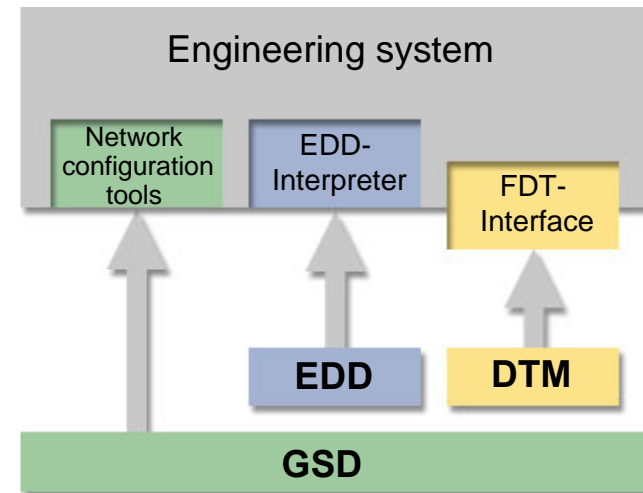 Engineering system
Network
configuration
tools
EDD-
Interpreter
FDT-
Interface
EDD
DTM
GSD